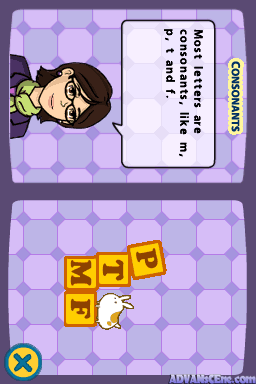 CONSONANTS
Most letters are
consonants, like m,
p, t and f.
P
T
M F
ADVANSCENE.COM